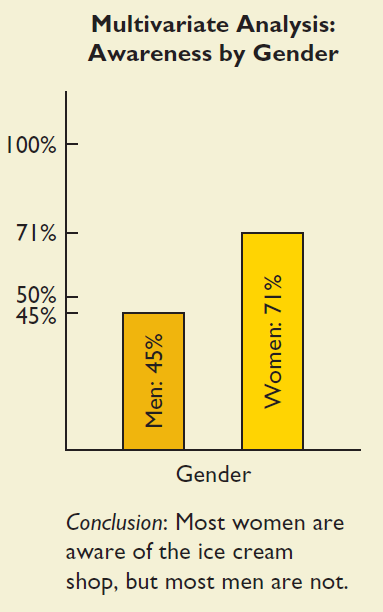 Multivariate Analysis:
Awareness by Gender
100%
71%
50%
45%
Men: 45%
Women: 71%
Gender
Conclusion: Most women are
aware of the ice cream
shop, but most men are not.